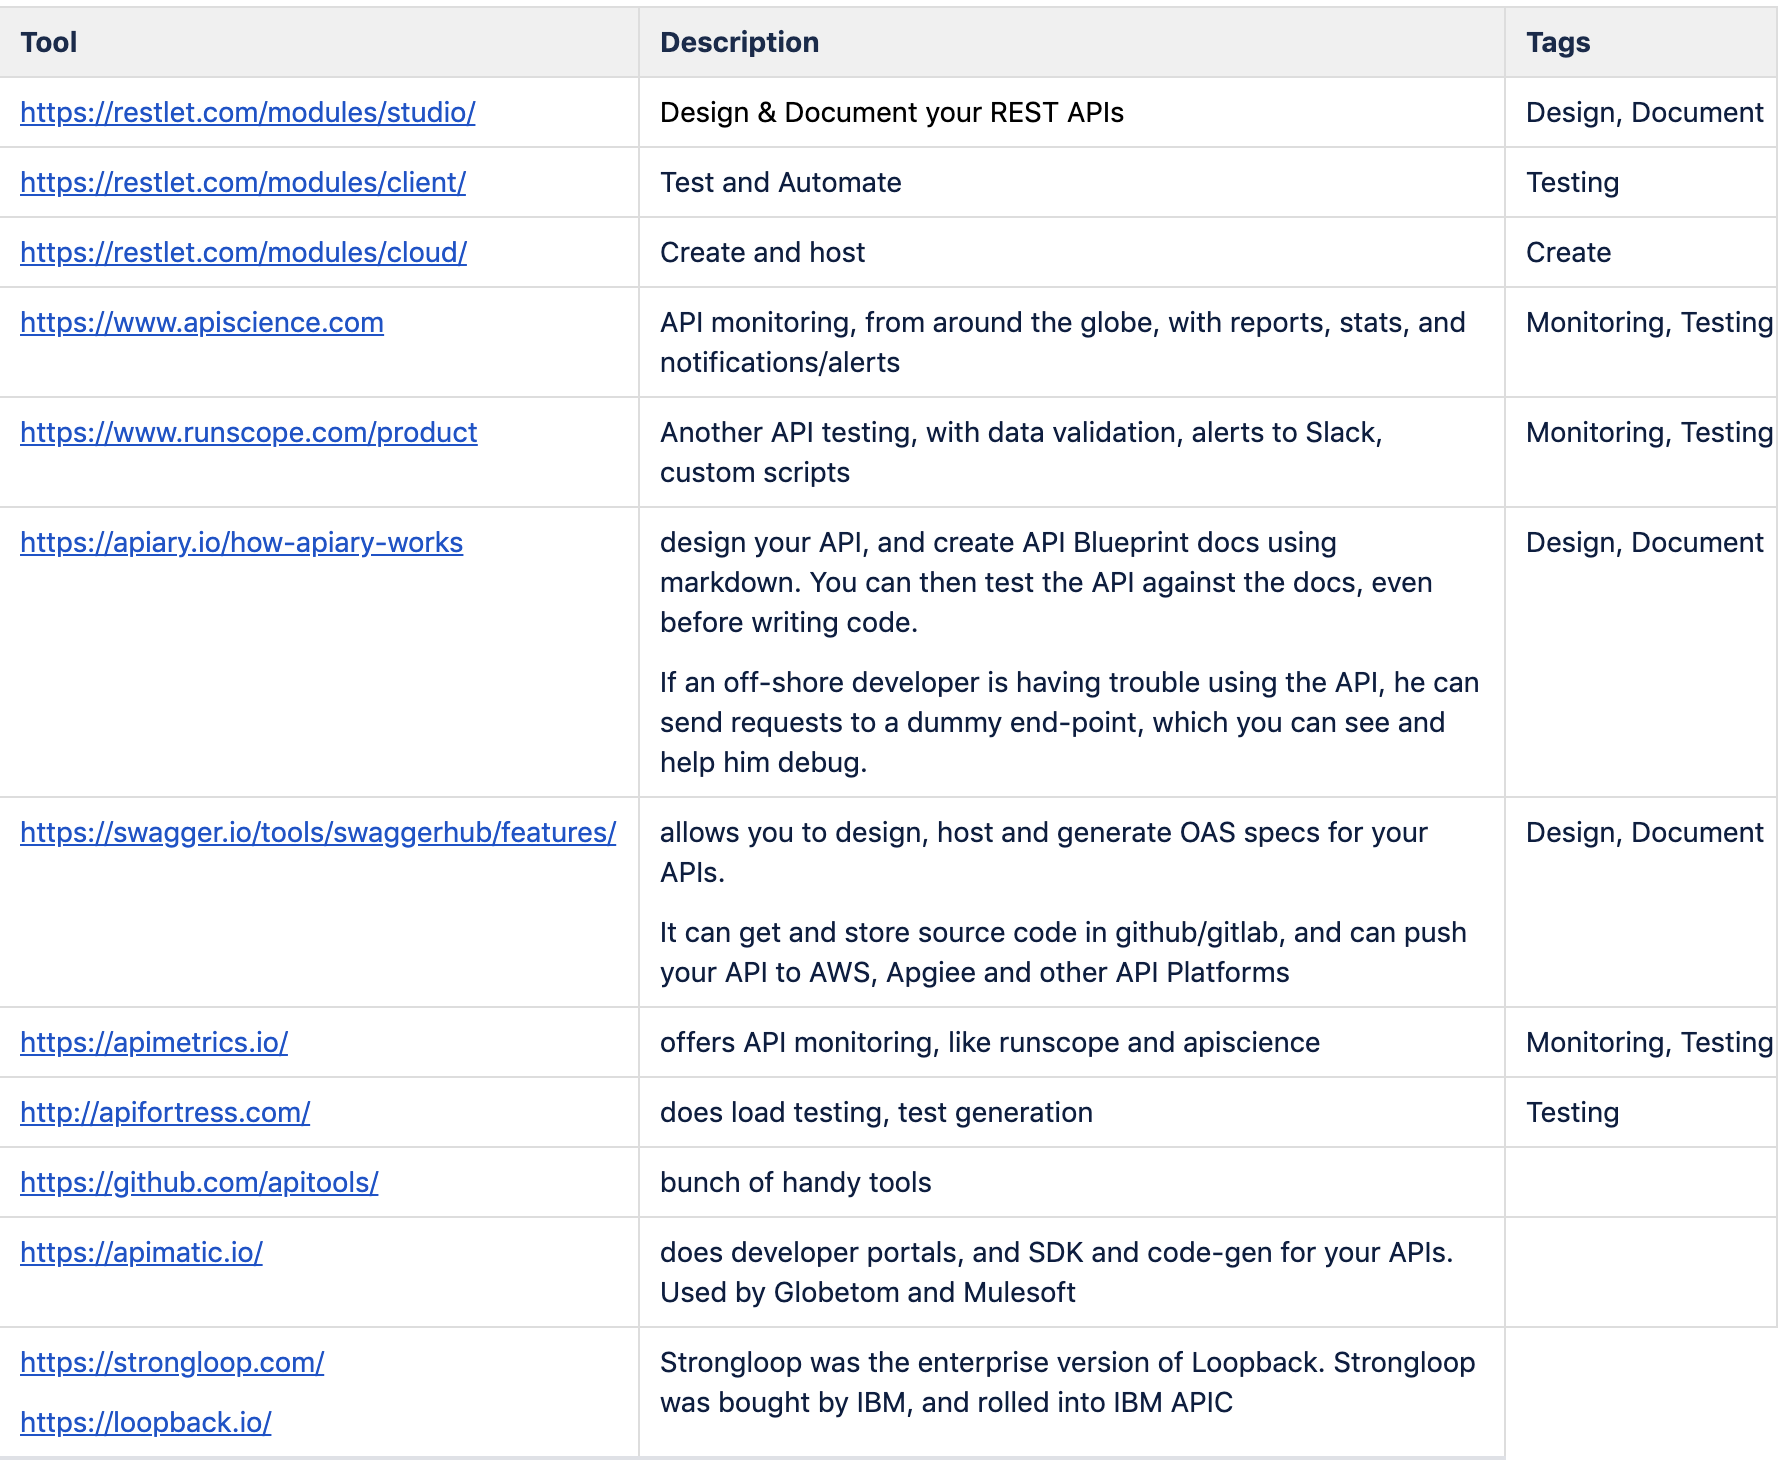 Tool Description Tags
https://restlet.com/modules/studio/ Design & Document your REST APIs Design, Document
https://restlet.com/modules/client/ Test and Automate Testing
https://restlet.com/modules/cloud/ Create and host Create
https://www.apiscience.com API monitoring, from around the globe, with reports, stats, and Monitoring, Testing
notifications/alerts
https://www.runscope.com/product Another API testing, with data validation, alerts to Slack, Monitoring, Testing
custom scripts
https://apiary.io/how-apiary-works design your API, and create API Blueprint docs using Design, Document
markdown. You can then test the API against the docs, even
before writing code.
If an off-shore developer is having trouble using the API, he can
send requests to a dummy end-point, which you can see and
help him debug.
https://swagger.io/tools/swaggerhub/features/ allows you to design, host and generate OAS specs for your Design, Document
APIs.
It can get and store source code in github/gitlab, and can push
your API to AWS, Apgiee and other API Platforms
https://apimetrics.io/ offers API monitoring, like runscope and apiscience Monitoring, Testing
http://apifortress.com/ does load testing, test generation Testing
https://github.com/apitools/ bunch of handy tools
https://apimatic.io/ does developer portals, and SDK and code-gen for your APIs.
Used by Globetom and Mulesoft
https://strongloop.com/ Strongloop was the enterprise version of Loopback. Strongloop
was bought by IBM, and rolled into IBM APIC
https://loopback.io/